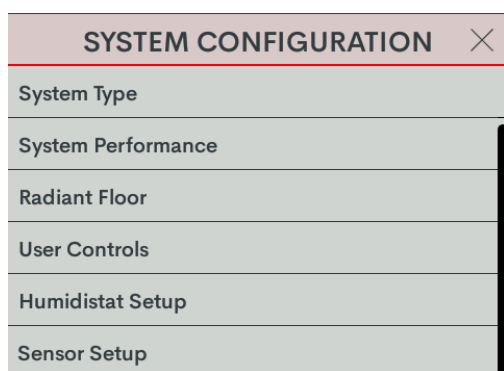 SYSTEM CONFIGURATION
System Type
System Performance
Radiant Floor
User Controls
Humidistat Setup
Sensor Setup